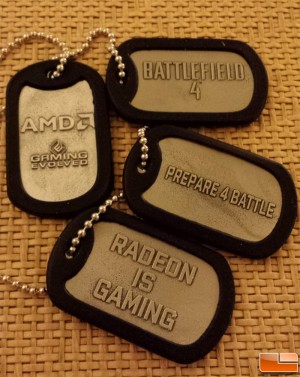 BATTLEFIELD
4
AMD
GAMING
EVOLVED
PREPARE 4 BATTLE
RADEON
IS
GAMING